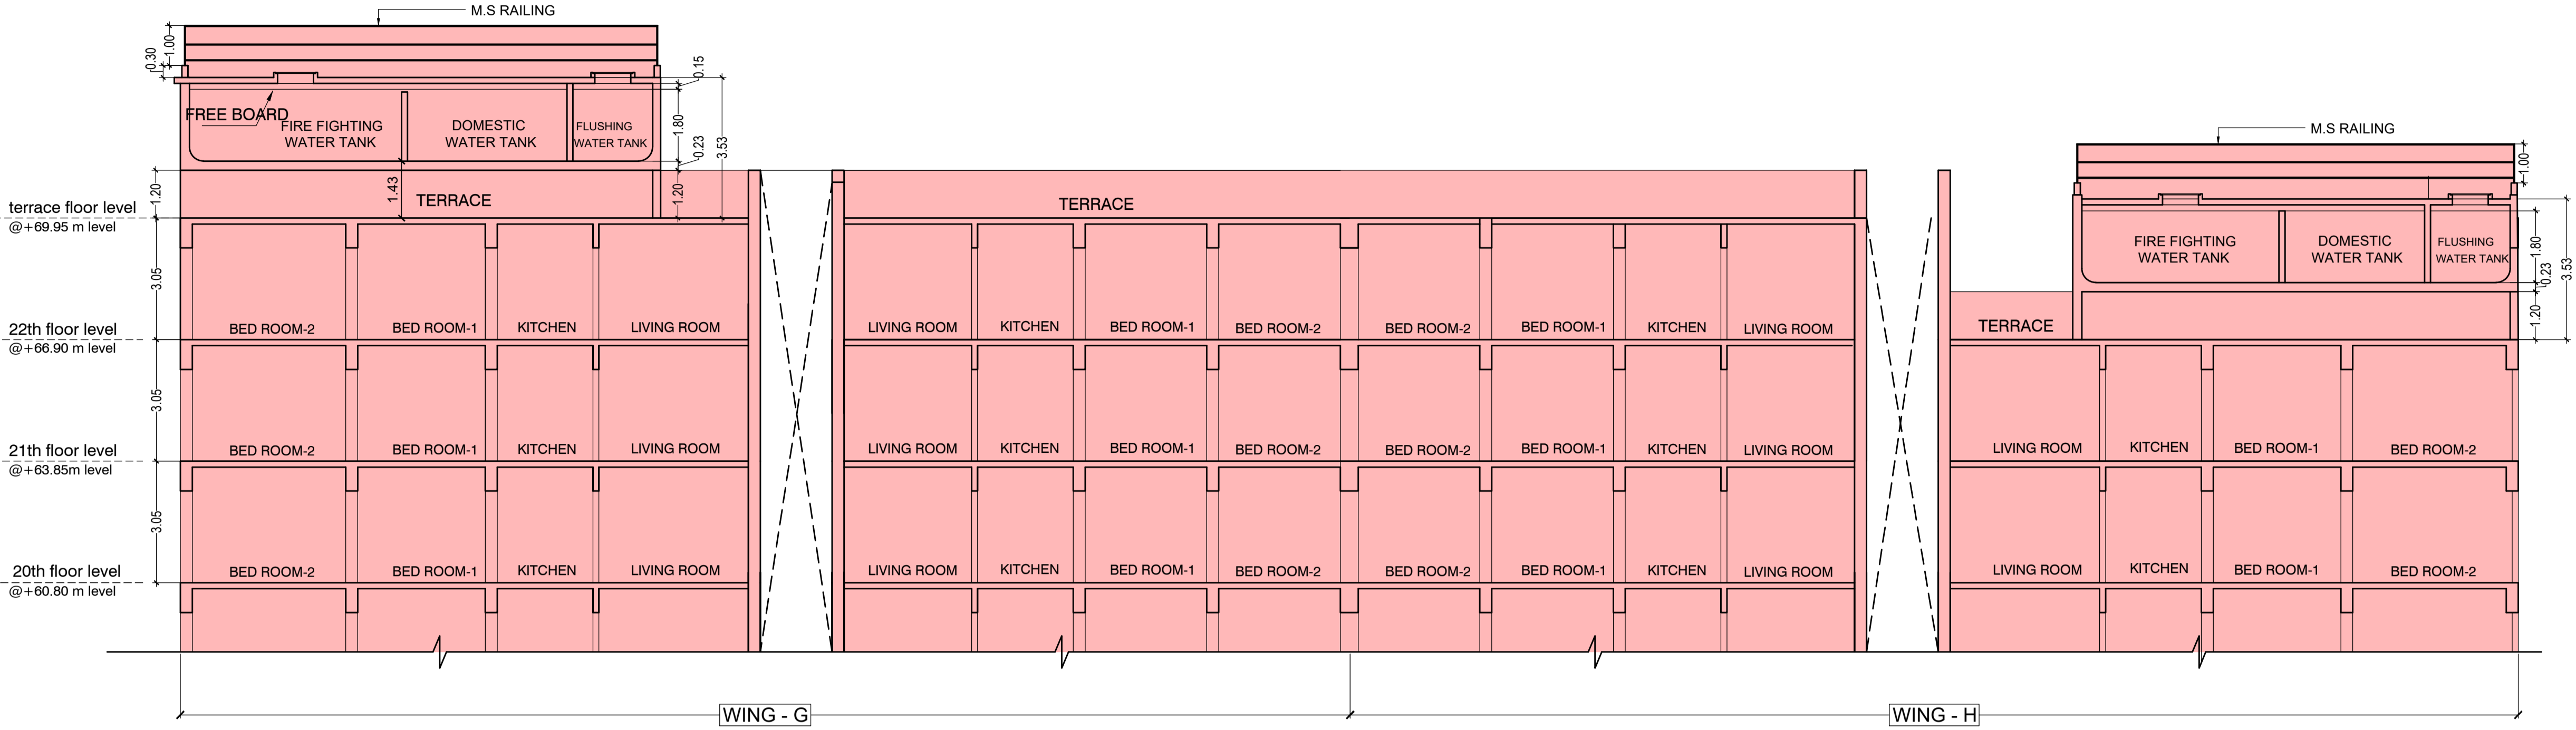 M.S RAILING
1.00
0.30
0.15
FREE BOARD
FIRE FIGHTING
WATER TANK
DOMESTIC
WATER TANK
FLUSHING
WATER TANK
1.80
0.23
3.53
1.20
1.43
1.20
TERRACE
TERRACE
M.S RAILING
1.00
FIRE FIGHTING
WATER TANK
DOMESTIC
WATER TANK
FLUSHING
WATER TANK
1.80
0.23
3.53
1.20
TERRACE
terrace floor level
@+69.95 m level
3.05
BED ROOM-2 BED ROOM-1 KITCHEN LIVING ROOM LIVING ROOM KITCHEN BED ROOM-1 BED ROOM-2 BED ROOM-2 BED ROOM-1 KITCHEN LIVING ROOM
22th floor level
@+66.90 m level
3.05
BED ROOM-2 BED ROOM-1 KITCHEN LIVING ROOM LIVING ROOM KITCHEN BED ROOM-1 BED ROOM-2 BED ROOM-2 BED ROOM-1 KITCHEN LIVING ROOM LIVING ROOM KITCHEN BED ROOM-1 BED ROOM-2
21th floor level
@+63.85m level
3.05
BED ROOM-2 BED ROOM-1 KITCHEN LIVING ROOM LIVING ROOM KITCHEN BED ROOM-1 BED ROOM-2 BED ROOM-2 BED ROOM-1 KITCHEN LIVING ROOM LIVING ROOM KITCHEN BED ROOM-1 BED ROOM-2
20th floor level
@+60.80 m level
WING - G
WING - H